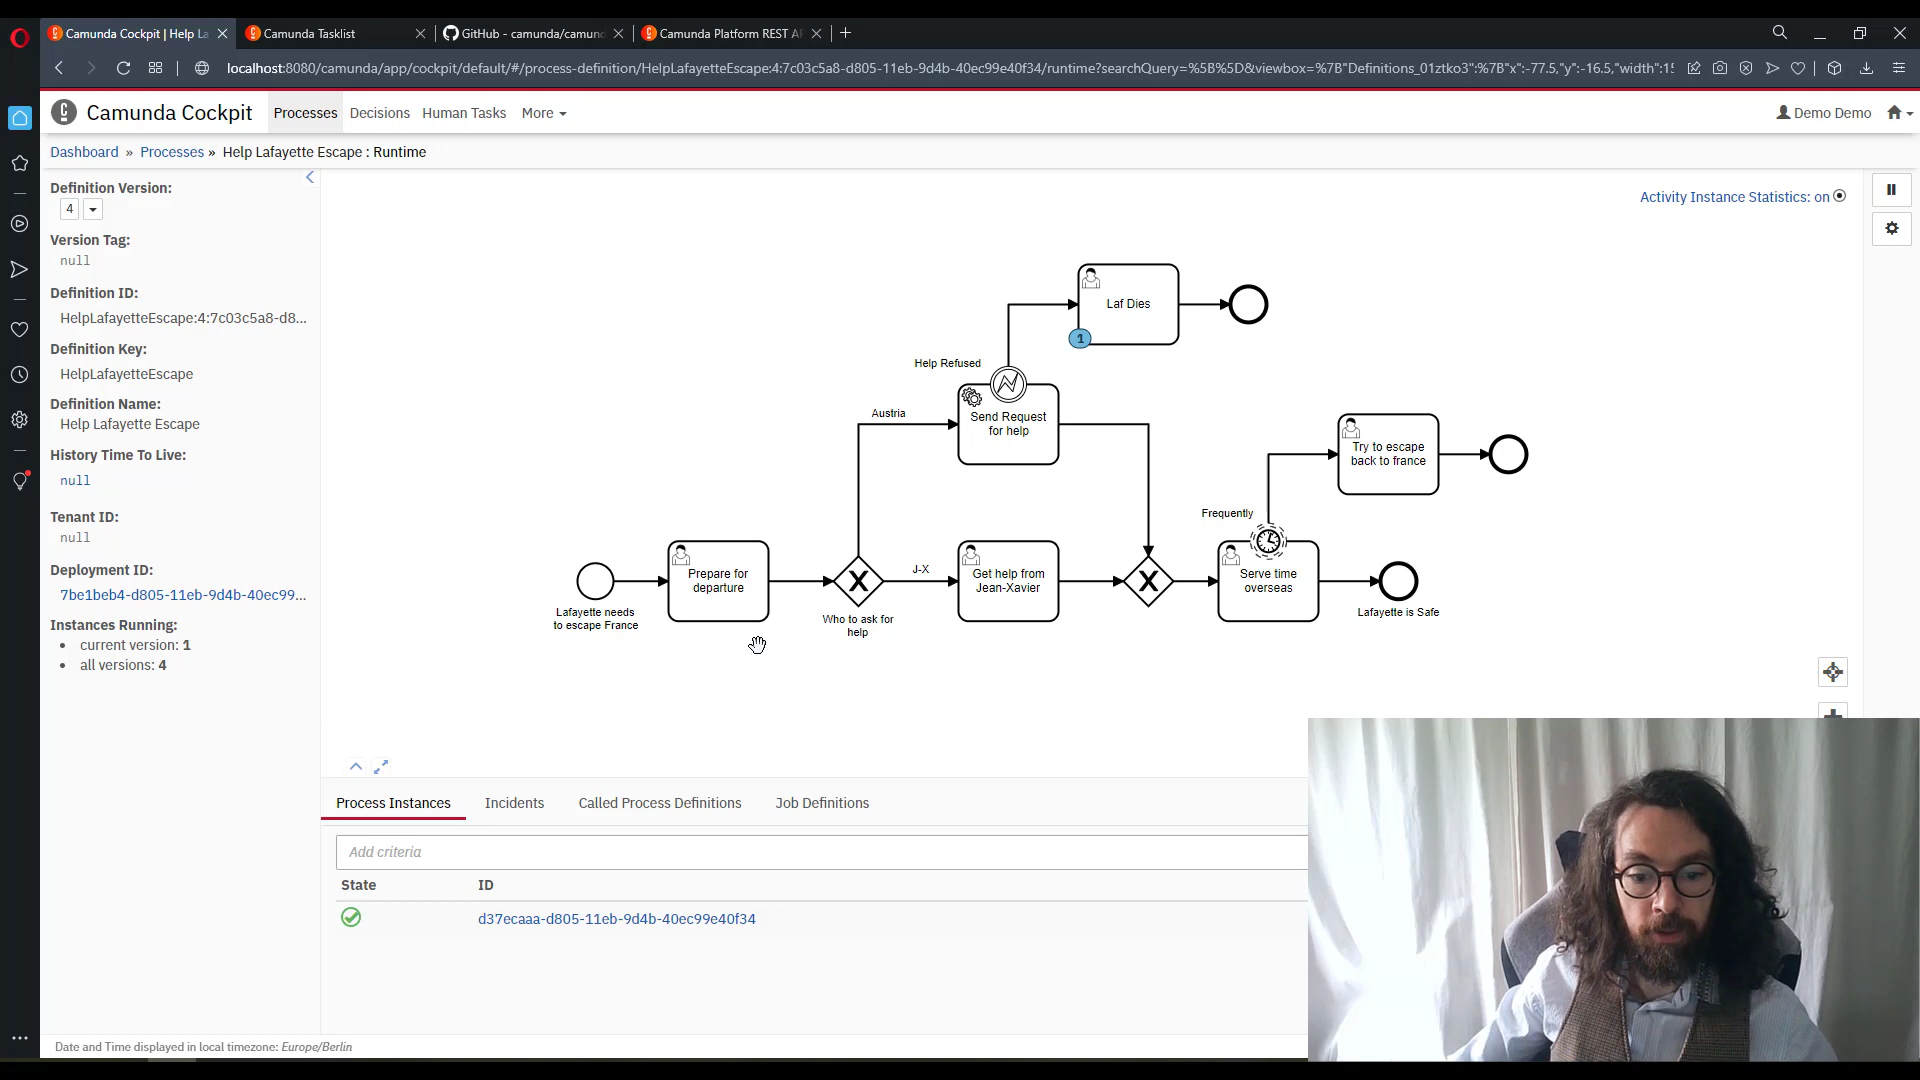 Camunda Cockpit | Help La
Camunda Tasklist
GitHub - camunda/camund
Camunda Platform REST AP
localhost:8080/camunda/app/cockpit/default/#/process-definition/HelpLafayetteEscape:4:7c03c5a8-d805-11eb-9d4b-40ec99e40f34/runtime?searchQuery=%5B%5D&viewbox=%7B"Definitions_01ztko3":%7B"x":-77.5,"y":-16.5,"width":15
Camunda Cockpit
Processes
Decisions
Human Tasks
More
Demo Demo
Dashboard » Processes » Help Lafayette Escape : Runtime
Definition Version:
4
Version Tag:
null
Definition ID:
HelpLafayetteEscape:4:7c03c5a8-d8...
Definition Key:
HelpLafayetteEscape
Definition Name:
Help Lafayette Escape
History Time To Live:
null
Tenant ID:
null
Deployment ID:
7be1beb4-d805-11eb-9d4b-40ec99...
Instances Running:
current version: 1
all versions: 4
Activity Instance Statistics: on
Laf Dies
1
Help Refused
Austria
Send Request
for help
Try to escape
back to france
Frequently
Prepare for
departure
J-X
Get help from
Jean-Xavier
Serve time
overseas
Lafayette needs
to escape France
Who to ask for
help
Lafayette is Safe
Process Instances
Incidents
Called Process Definitions
Job Definitions
Add criteria
State
ID
d37ecaaa-d805-11eb-9d4b-40ec99e40f34
Date and Time displayed in local timezone: Europe/Berlin